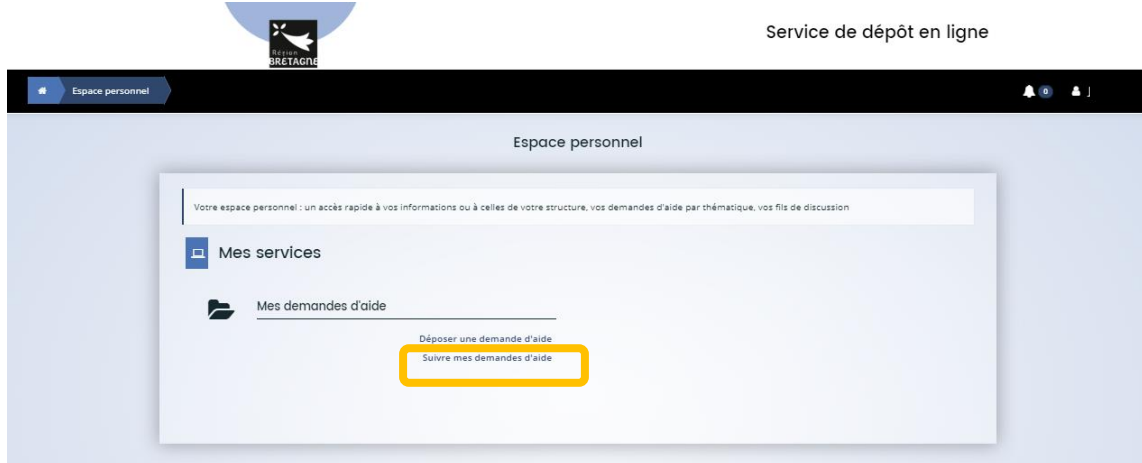 Région
BRETAGNE
Service de dépôt en ligne
Espace personnel
0
J
Espace personnel
Votre espace personnel : un accès rapide à vos informations ou à celles de votre structure, vos demandes d'aide par thématique, vos fils de discussion
Mes services
Mes demandes d'aide
Déposer une demande d'aide
Suivre mes demandes d'aide